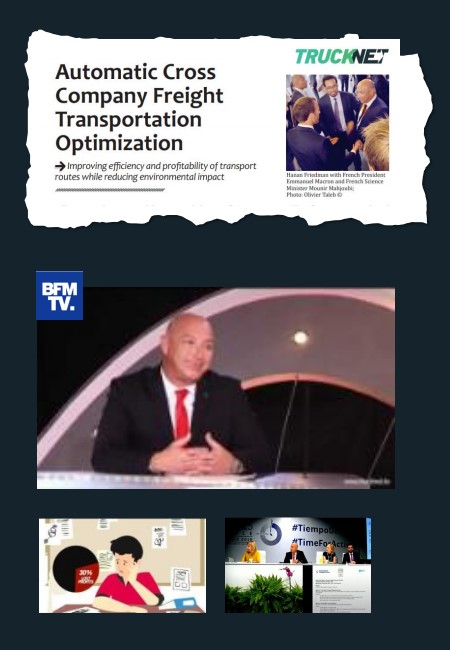 TRUCKNET
Automatic Cross
Company Freight
Transportation
Optimization
Improving efficiency and profitability of transport
routes while reducing environmental impact
Hanan Friedman with French President
Emmanuel Macron and French Science
Minister Mounir Mahjoubi;
Photo: Olivier Taleb ©
BFM
TV.
30%
#Tiempo
#TimeForAct